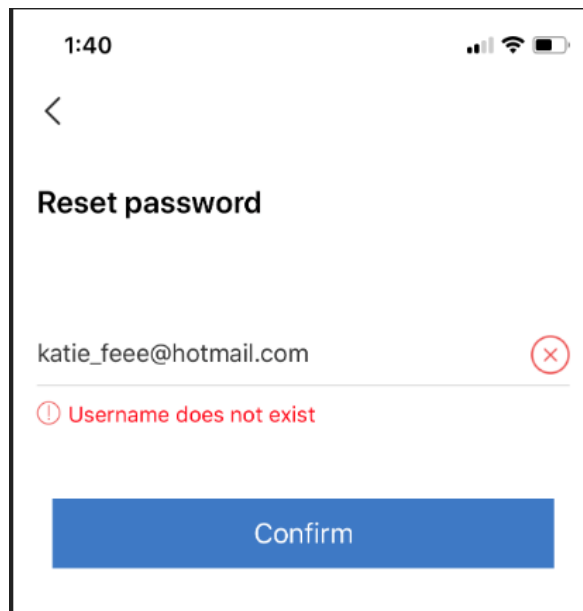 1:40
Reset password
katie_feee@hotmail.com
Username does not exist
Confirm